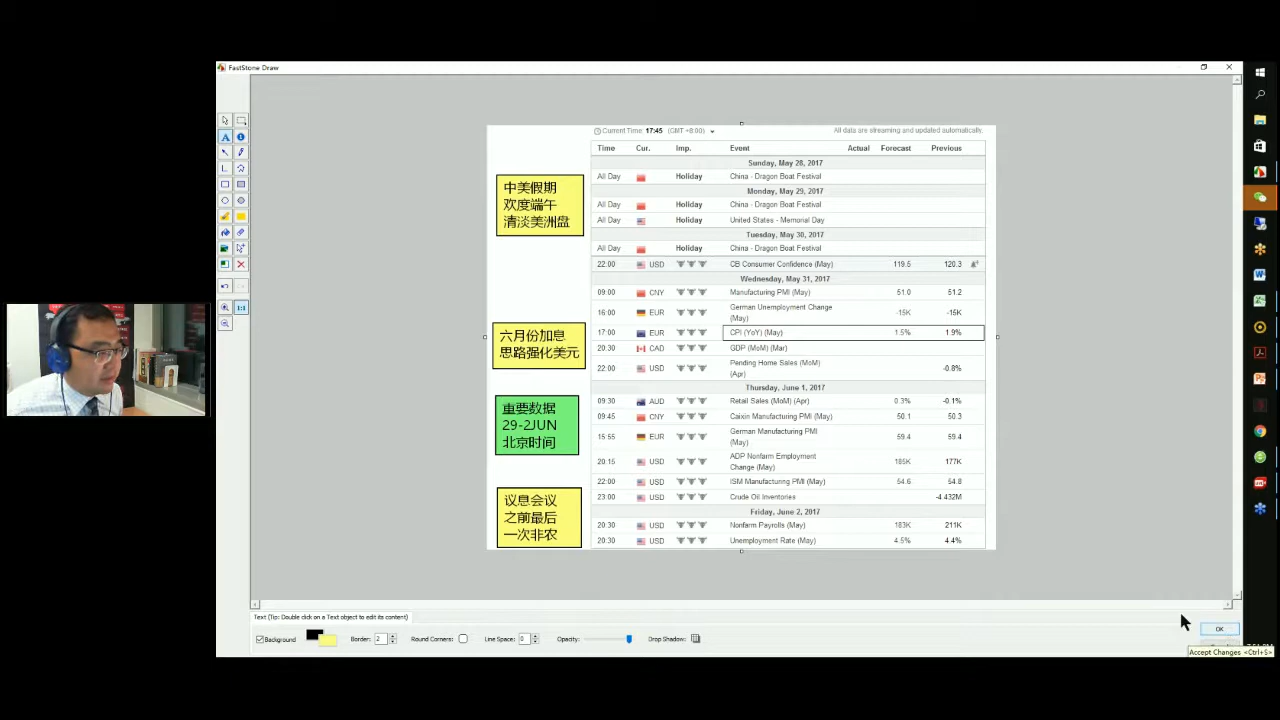 FastStone Draw
Current Time: 17:45 (GMT +8:00)
All data are streaming and updated automatically.
Time Cur. Imp. Event Actual Forecast Previous
Sunday, May 28, 2017
All Day Holiday China - Dragon Boat Festival
Monday, May 29, 2017
All Day Holiday China - Dragon Boat Festival
All Day Holiday United States - Memorial Day
Tuesday, May 30, 2017
All Day Holiday China - Dragon Boat Festival
22:00 USD CB Consumer Confidence (May) 119.5 120.3
Wednesday, May 31, 2017
09:00 CNY Manufacturing PMI (May) 51.0 51.2
16:00 EUR German Unemployment Change (May) -15K -15K
17:00 EUR CPI (YoY) (May) 1.5% 1.9%
20:30 CAD GDP (MoM) (Mar)
22:00 USD Pending Home Sales (MoM) (Apr) -0.8%
Thursday, June 1, 2017
09:30 AUD Retail Sales (MoM) (Apr) 0.3% -0.1%
09:45 CNY Caixin Manufacturing PMI (May) 50.1 50.3
15:55 EUR German Manufacturing PMI (May) 59.4 59.4
20:15 USD ADP Nonfarm Employment Change (May) 185K 177K
22:00 USD ISM Manufacturing PMI (May) 54.6 54.8
23:00 USD Crude Oil Inventories -4.432M
Friday, June 2, 2017
20:30 USD Nonfarm Payrolls (May) 183K 211K
20:30 USD Unemployment Rate (May) 4.5% 4.4%
中美假期
欢度端午
清淡美洲盘
六月份加息
思路强化美元
重要数据
29-2JUN
北京时间
议息会议
之前最后
一次非农
Text (Tip: Double click on a Text object to edit its content)
Background Border: 2 Round Corners: Line Space: 0 Opacity: Drop Shadow:
OK
Accept Changes <Ctrl+S>